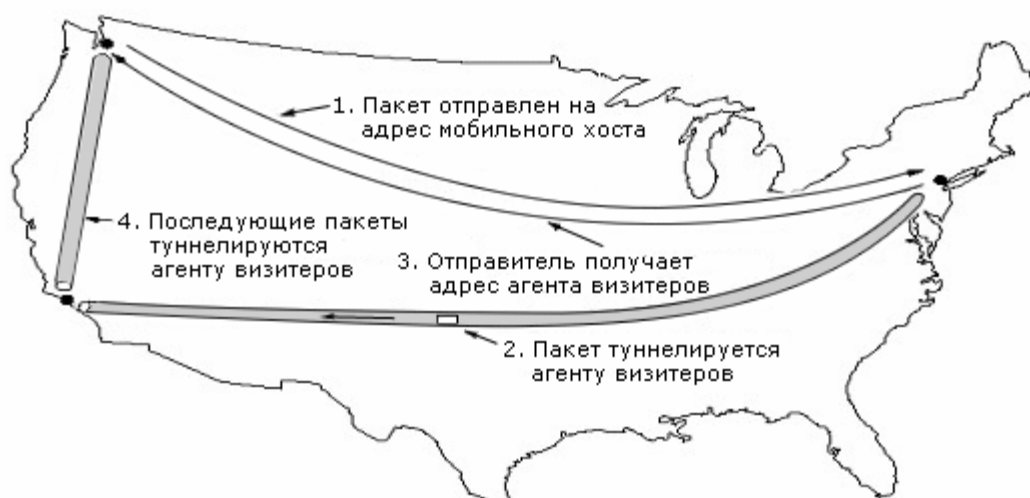 1. Пакет отправлен на
адрес мобильного хоста
4. Последующие пакеты
туннелируются
агенту визитеров
3. Отправитель получает
адрес агента визитеров
2. Пакет туннелируется
агенту визитеров